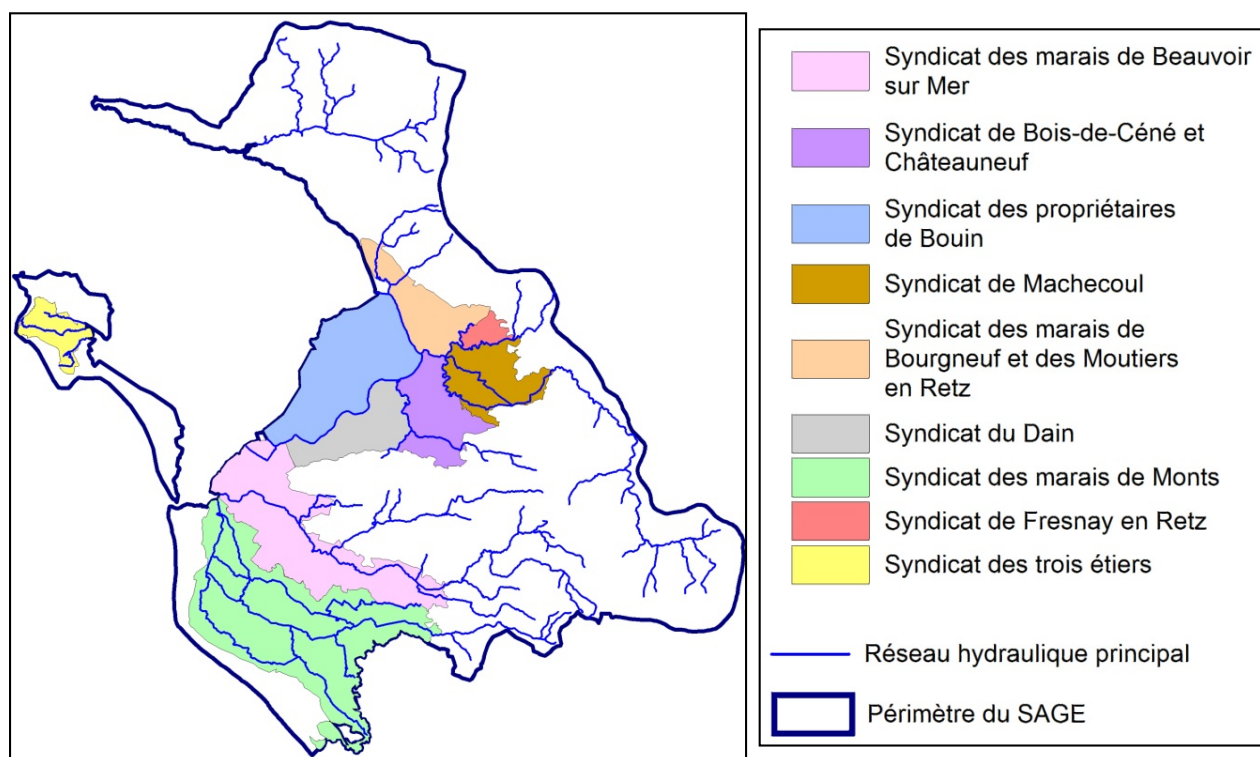 Syndicat des marais de Beauvoir
sur Mer
Syndicat de Bois-de-Céné et
Châteauneuf
Syndicat des propriétaires
de Bouin
Syndicat de Machecoul
Syndicat des marais de
Bourgneuf et des Moutiers
en Retz
Syndicat du Dain
Syndicat des marais de Monts
Syndicat de Fresnay en Retz
Syndicat des trois étiers
Réseau hydraulique principal
Périmètre du SAGE